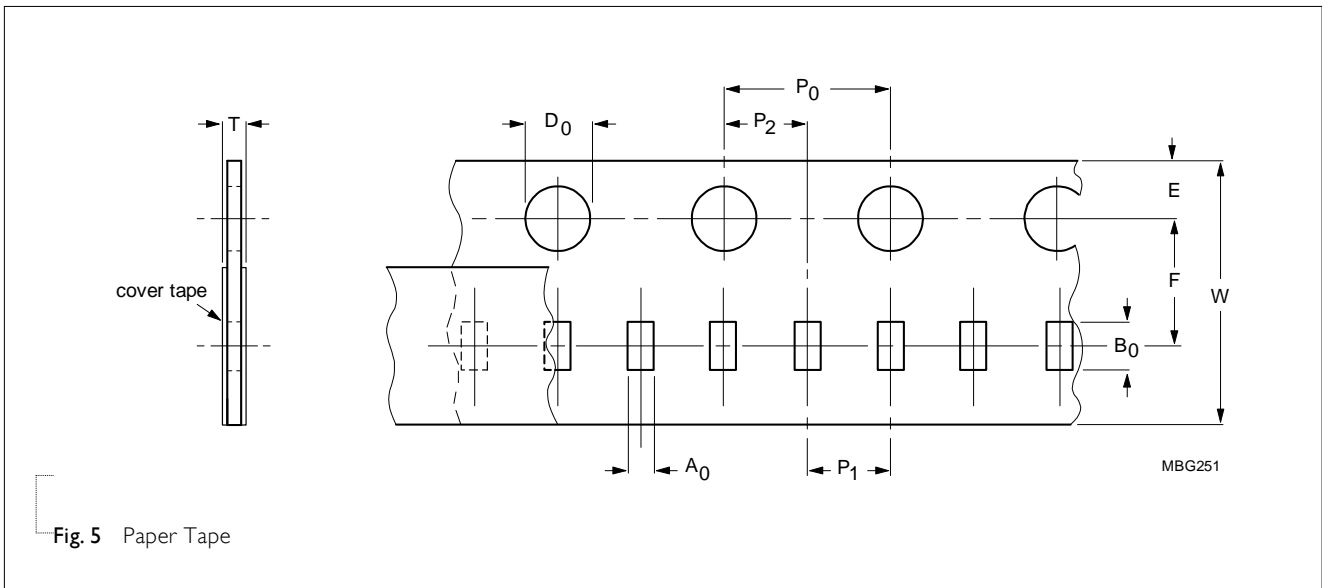 P0
T
D0
P2
E
F
W
cover tape
B0
A0
P1
MBG251
Fig. 5 Paper Tape